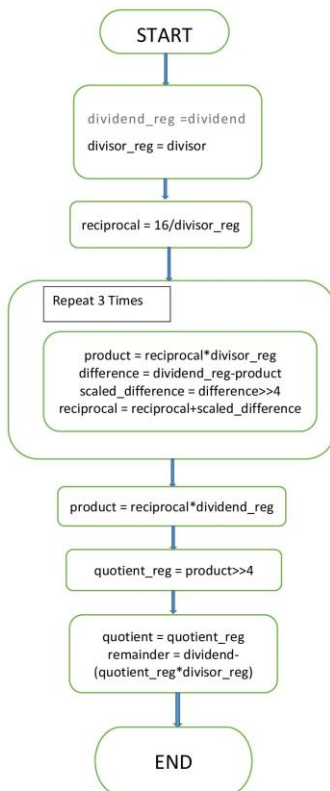 START
dividend_reg =dividend
divisor_reg = divisor
reciprocal = 16/divisor_reg
Repeat 3 Times
product = reciprocal*divisor_reg
difference = dividend_reg-product
scaled_difference = difference>>4
reciprocal = reciprocal+scaled_difference
product = reciprocal*dividend_reg
quotient_reg = product>>4
quotient = quotient_reg
remainder = dividend-
(quotient_reg*divisor_reg)
END